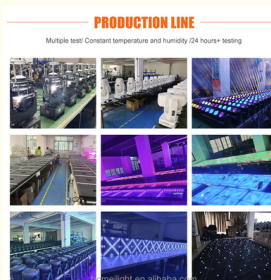 PRODUCTION LINE
Multiple test/ Constant temperature and humidity /24 hours+ testing